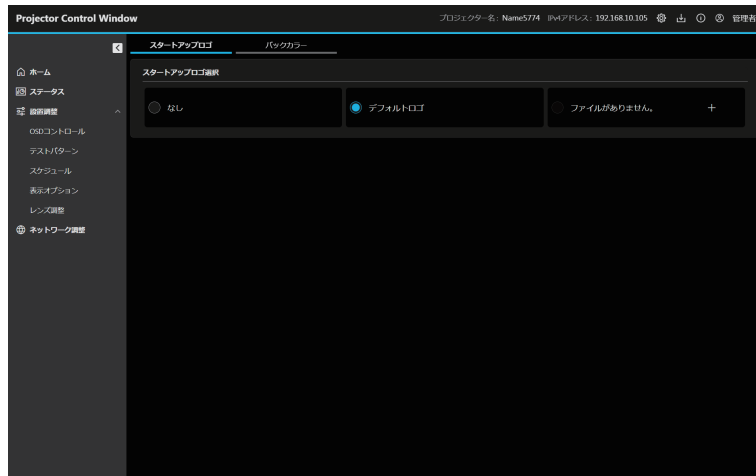 Projector Control Window
プロジェクター名: Name5774 IPv4アドレス: 192.168.10.105 管理者
スタートアップロゴ バックカラー
ホーム
ステータス
設置調整
OSDコントロール
テストパターン
スケジュール
表示オプション
レンズ調整
ネットワーク調整
スタートアップロゴ選択
なし デフォルトロゴ ファイルがありません。 +